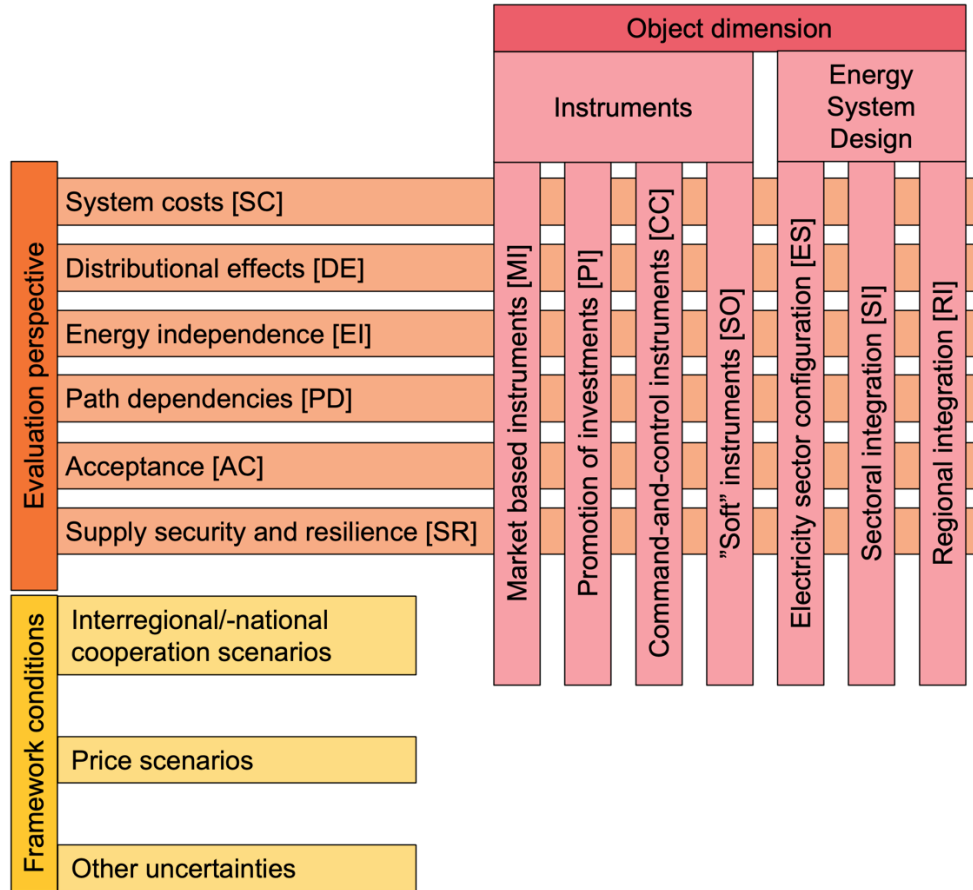 Object dimension
Instruments
Energy
System
Design
Evaluation perspective
System costs [SC]
Distributional effects [DE]
Energy independence [EI]
Path dependencies [PD]
Acceptance [AC]
Supply security and resilience [SR]
Market based instruments [MI]
Promotion of investments [PI]
Command-and-control instruments [CC]
”Soft” instruments [SO]
Electricity sector configuration [ES]
Sectoral integration [SI]
Regional integration [RI]
Framework conditions
Interregional/-national
cooperation scenarios
Price scenarios
Other uncertainties